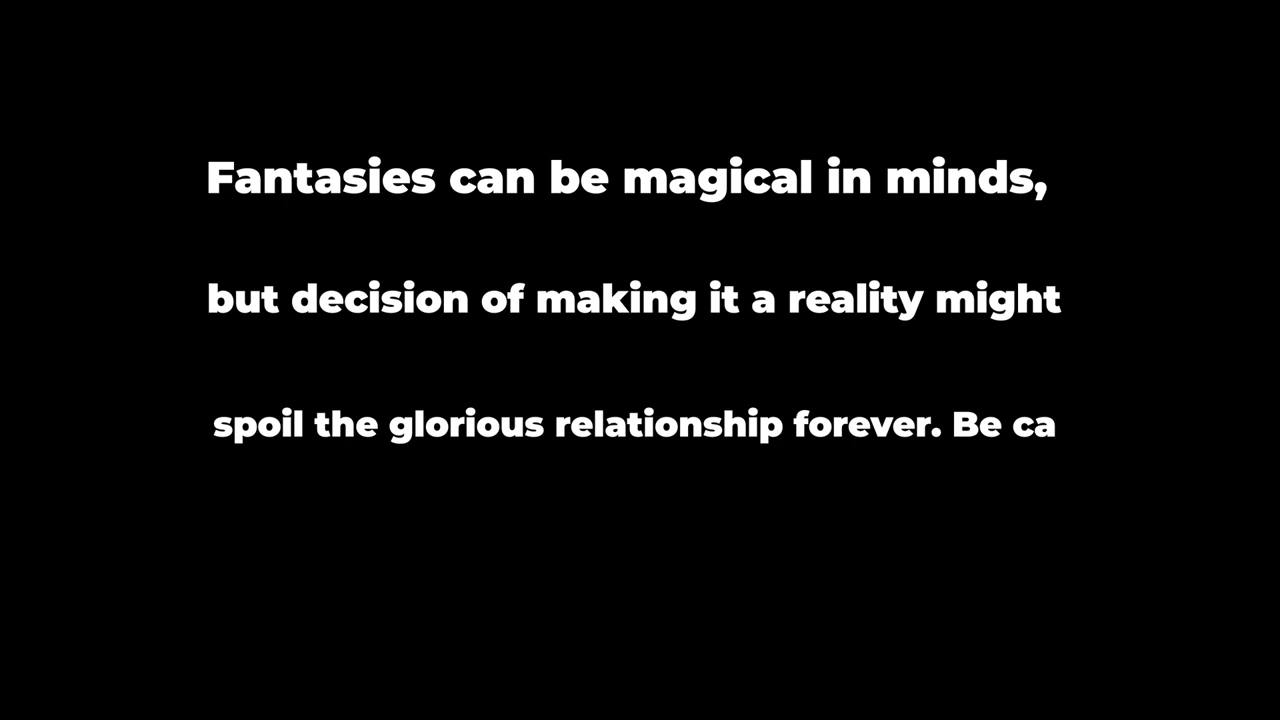 Fantasies can be magical in minds,
but decision of making it a reality might
spoil the glorious relationship forever. Be ca